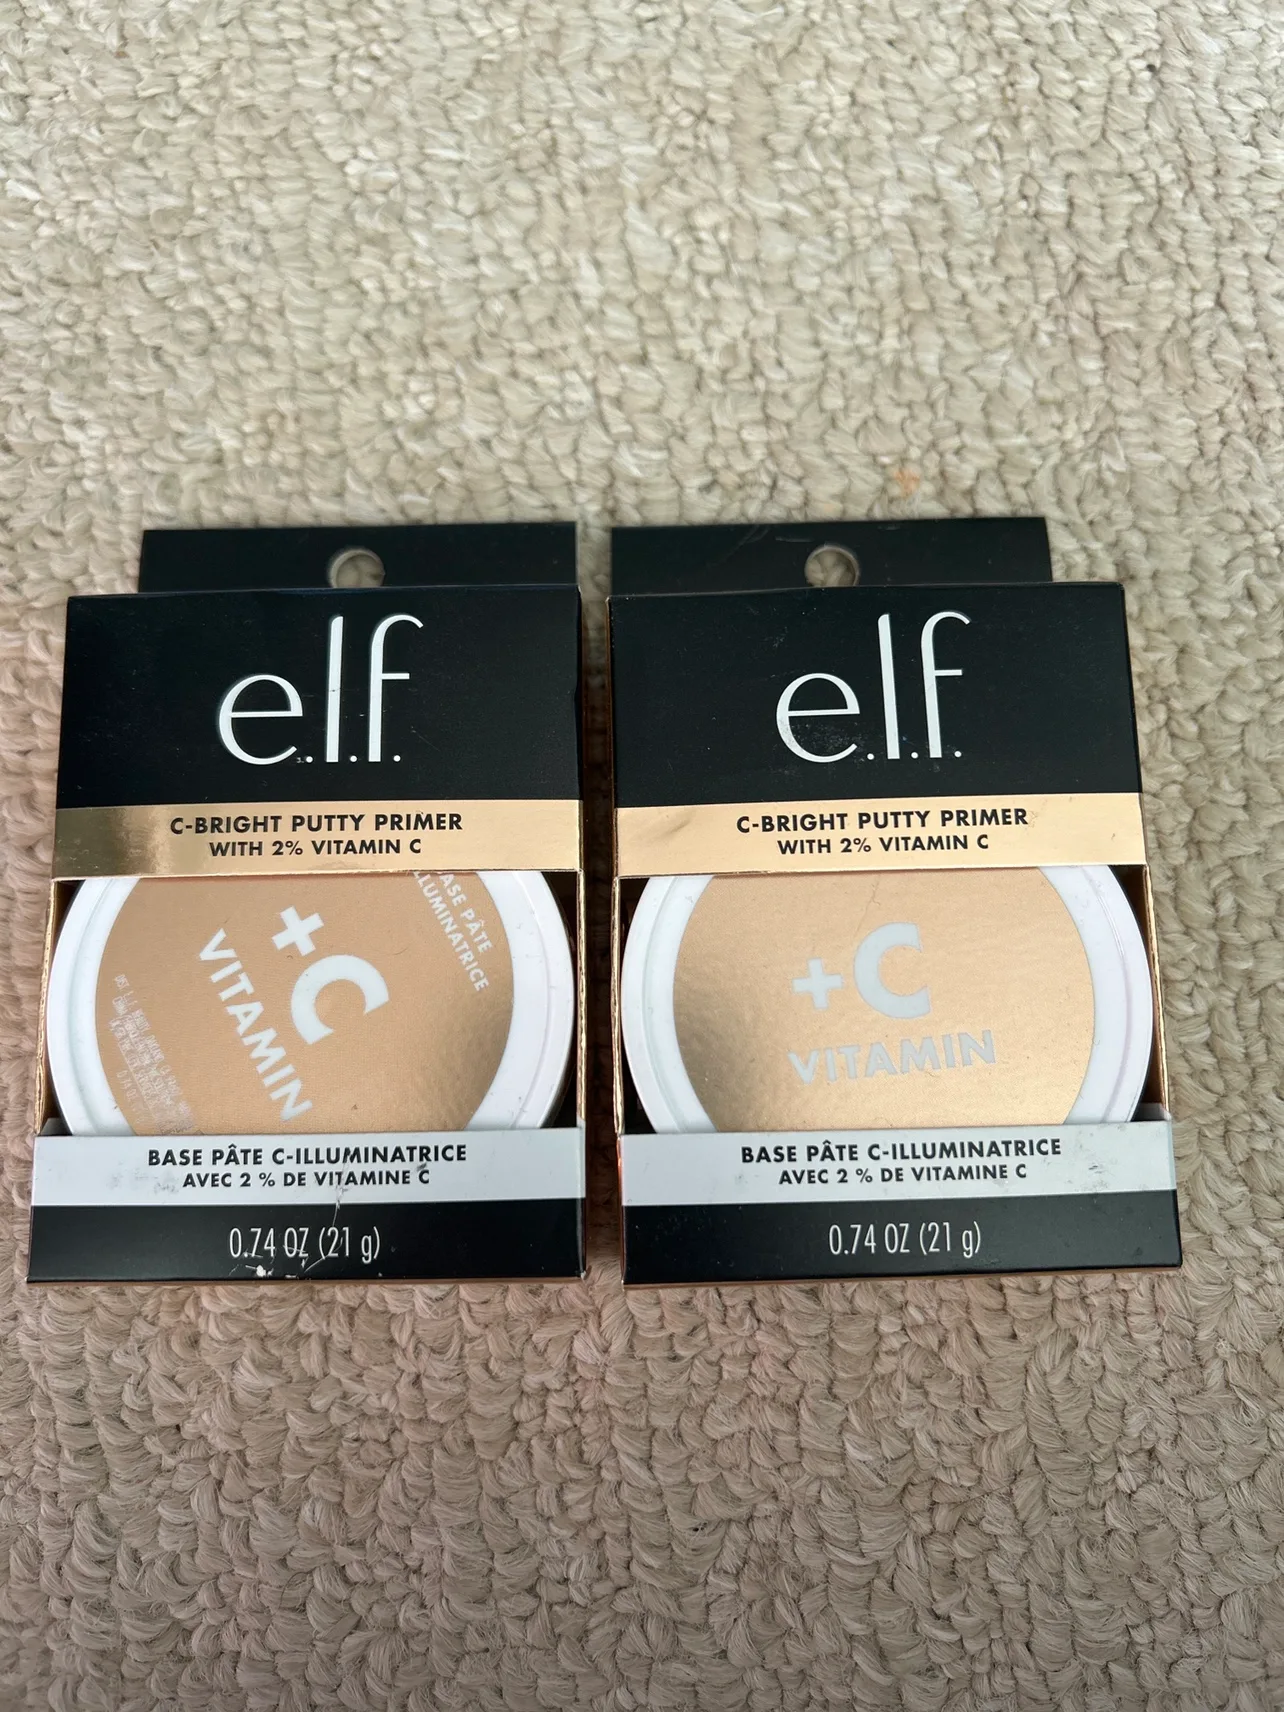 e.l.f.
C-BRIGHT PUTTY PRIMER
WITH 2% VITAMIN C
BASE PÂTE
ILLUMINATRICE
+C
VITAMIN
BASE PÂTE C-ILLUMINATRICE
AVEC 2 % DE VITAMINE C
0.74 OZ (21 g)
e.l.f.
C-BRIGHT PUTTY PRIMER
WITH 2% VITAMIN C
+C
VITAMIN
BASE PÂTE C-ILLUMINATRICE
AVEC 2 % DE VITAMINE C
0.74 OZ (21 g)